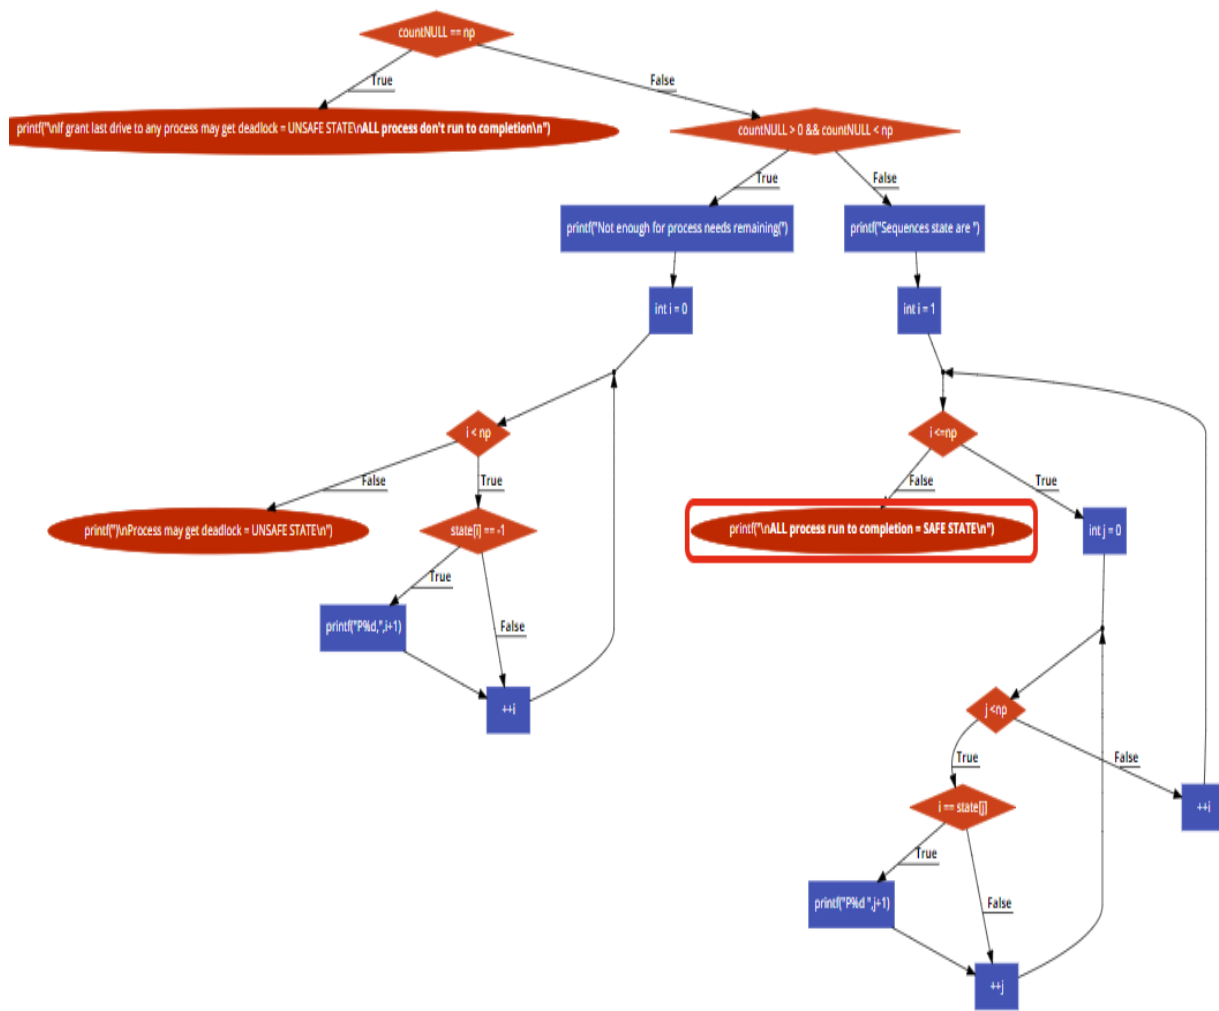 countNULL == np
True
False
printf("\nIf grant last drive to any process may get deadlock = UNSAFE STATE\nALL process don't run to completion\n")
countNULL > 0 && countNULL < np
True
False
printf("Not enough for process needs remaining(")
printf("Sequences state are ")
int i = 0
int i = 1
i < np
i <=np
False
True
False
True
printf(")\nProcess may get deadlock = UNSAFE STATE\n")
state[i] == -1
printf("\nALL process run to completion = SAFE STATE\n")
int j = 0
True
False
printf("P%d,",i+1)
++i
j <np
True
False
i == state[j]
++i
True
False
printf("P%d ",j+1)
++j